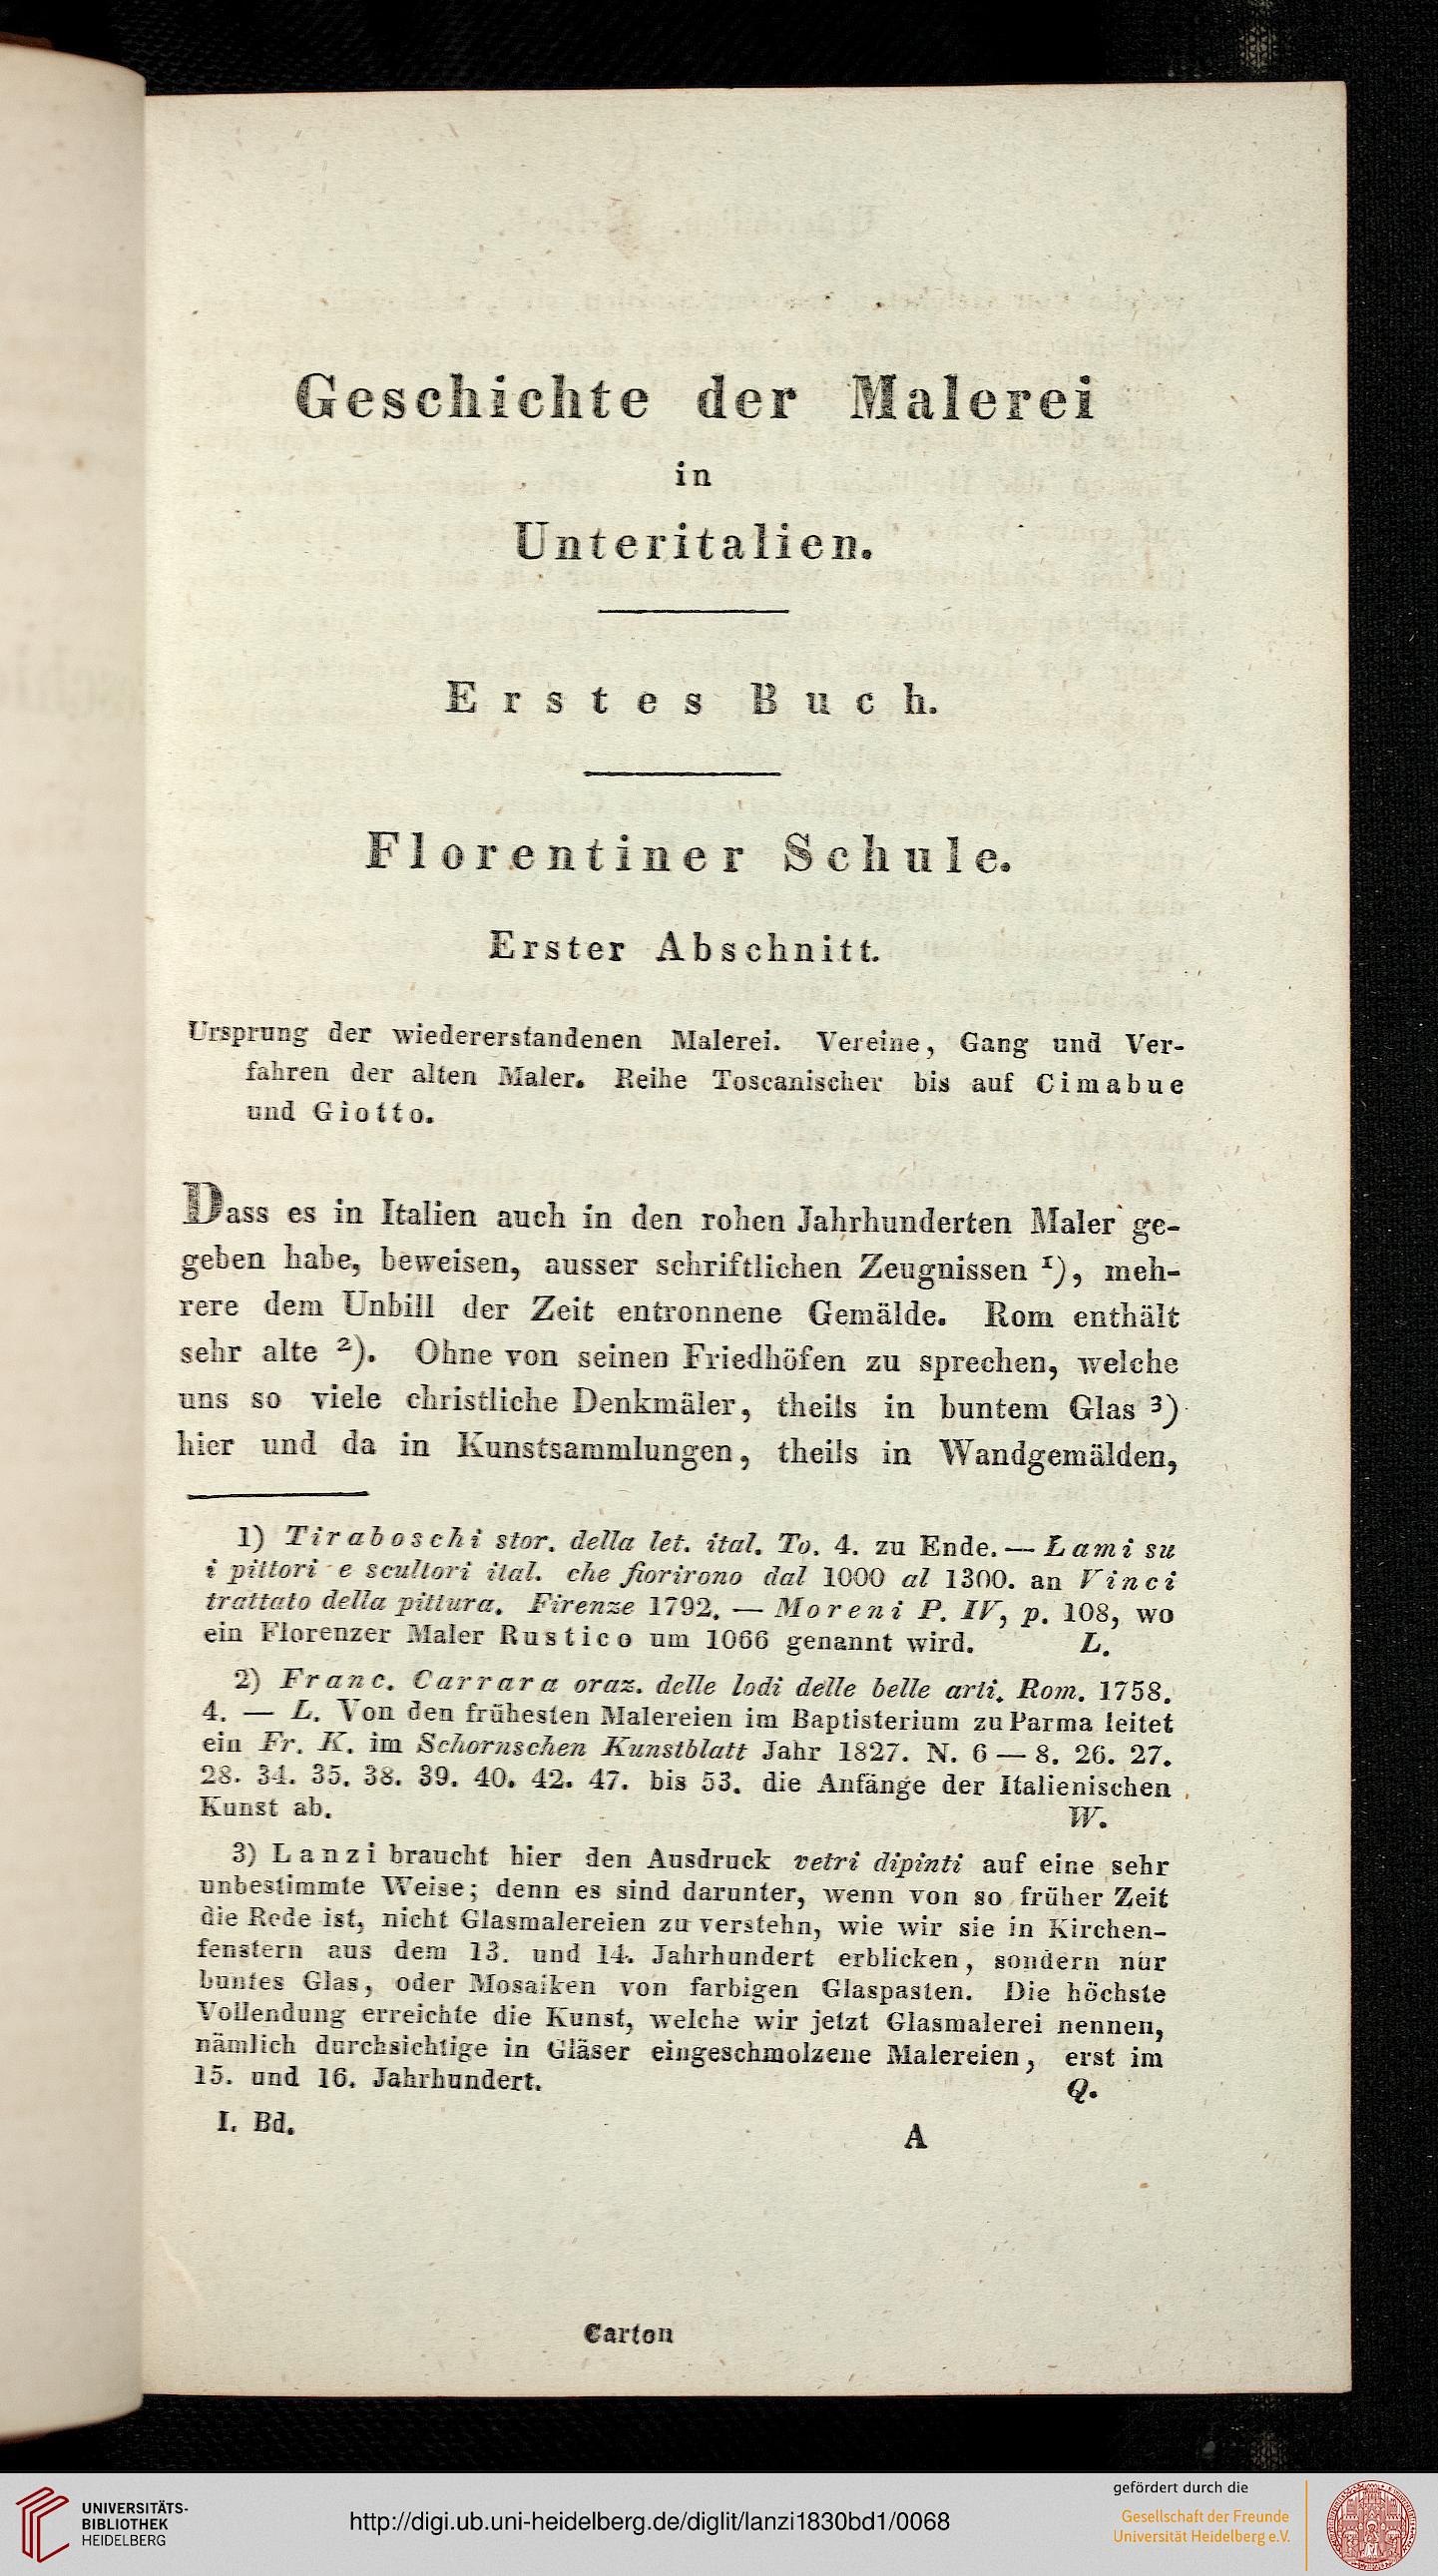 Geschichte der Malerei
in
Unteritalien.
Erstes Buch.
Florentiner Schule.
Erster Abschnitt.
Ursprung der wiedererstandenen Malerei. Vereine, Gang und Ver-
fahren der alten Maler. Reihe Toscanischer bis auf Cimabue
und Giotto.
Dass es in Italien auch in den rohen Jahrhunderten Maler ge-
geben habe, beweisen, ausser schriftlichen Zeugnissen ¹), meh-
rere dem Unbill der Zeit entronnene Gemälde. Rom enthält
sehr alte ²). Ohne von seinen Friedhöfen zu sprechen, welche
uns so viele christliche Denkmäler, theils in buntem Glas ³)
hier und da in Kunstsammlungen, theils in Wandgemälden,
1) Tiraboschi stor. della let. ital. To. 4. zu Ende. — Lami su
i pittori e scultori ital. che fiorirono dal 1000 al 1300. an Vinci
trattato della pittura. Firenze 1792. — Moreni P. IV, p. 108, wo
ein Florenzer Maler Rustico um 1066 genannt wird. L.
2) Franc. Carrara oraz. delle lodi delle belle arti. Rom. 1758.
4. — L. Von den frühesten Malereien im Baptisterium zu Parma leitet
ein Fr. K. im Schornschen Kunstblatt Jahr 1827. N. 6 — 8. 26. 27.
28. 34. 35. 38. 39. 40. 42. 47. bis 53. die Anfänge der Italienischen
Kunst ab. W.
3) Lanzi braucht hier den Ausdruck vetri dipinti auf eine sehr
unbestimmte Weise; denn es sind darunter, wenn von so früher Zeit
die Rede ist, nicht Glasmalereien zu verstehn, wie wir sie in Kirchen-
fenstern aus dem 13. und 14. Jahrhundert erblicken, sondern nur
buntes Glas, oder Mosaiken von farbigen Glaspasten. Die höchste
Vollendung erreichte die Kunst, welche wir jetzt Glasmalerei nennen,
nämlich durchsichtige in Gläser eingeschmolzene Malereien, erst im
15. und 16. Jahrhundert. Q.
I. Bd. A
Carton
UNIVERSITÄTS-
BIBLIOTHEK
HEIDELBERG
http://digi.ub.uni-heidelberg.de/diglit/lanzi1830bd1/0068
gefördert durch die
Gesellschaft der Freunde
Universität Heidelberg e.V.